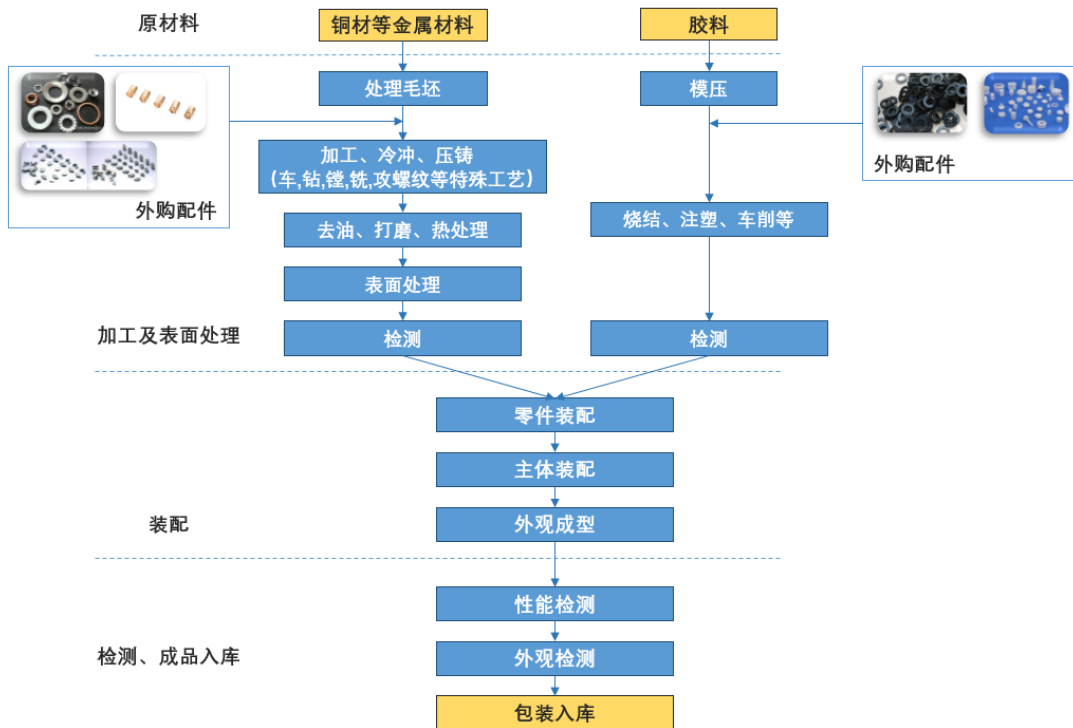 原材料
铜材等金属材料
胶料
处理毛坯
模压
外购配件
外购配件
加工、冷冲、压铸
(车,钻,镗,铣,攻螺纹等特殊工艺)
去油、打磨、热处理
烧结、注塑、车削等
表面处理
加工及表面处理
检测
检测
零件装配
主体装配
装配
外观成型
性能检测
检测、成品入库
外观检测
包装入库